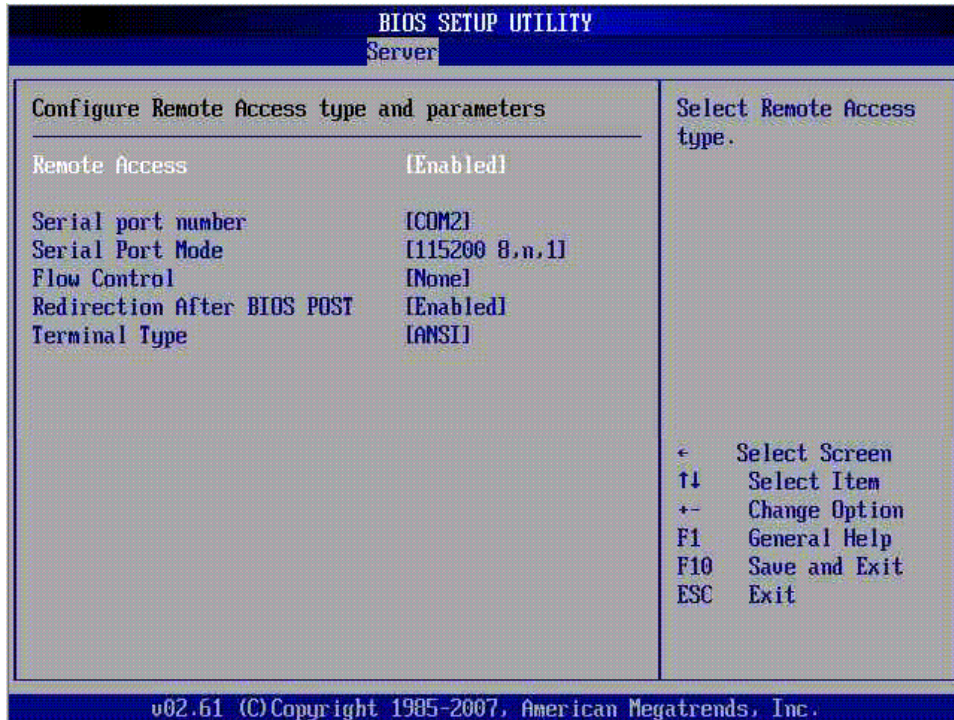 BIOS SETUP UTILITY
Server
Configure Remote Access type and parameters
Remote Access [Enabled]
Serial port number [COM2]
Serial Port Mode [115200 8,n,1]
Flow Control [None]
Redirection After BIOS POST [Enabled]
Terminal Type [ANSI]
Select Remote Access
type.
← Select Screen
↑↓ Select Item
+- Change Option
F1 General Help
F10 Save and Exit
ESC Exit
v02.61 (C)Copyright 1985-2007, American Megatrends, Inc.